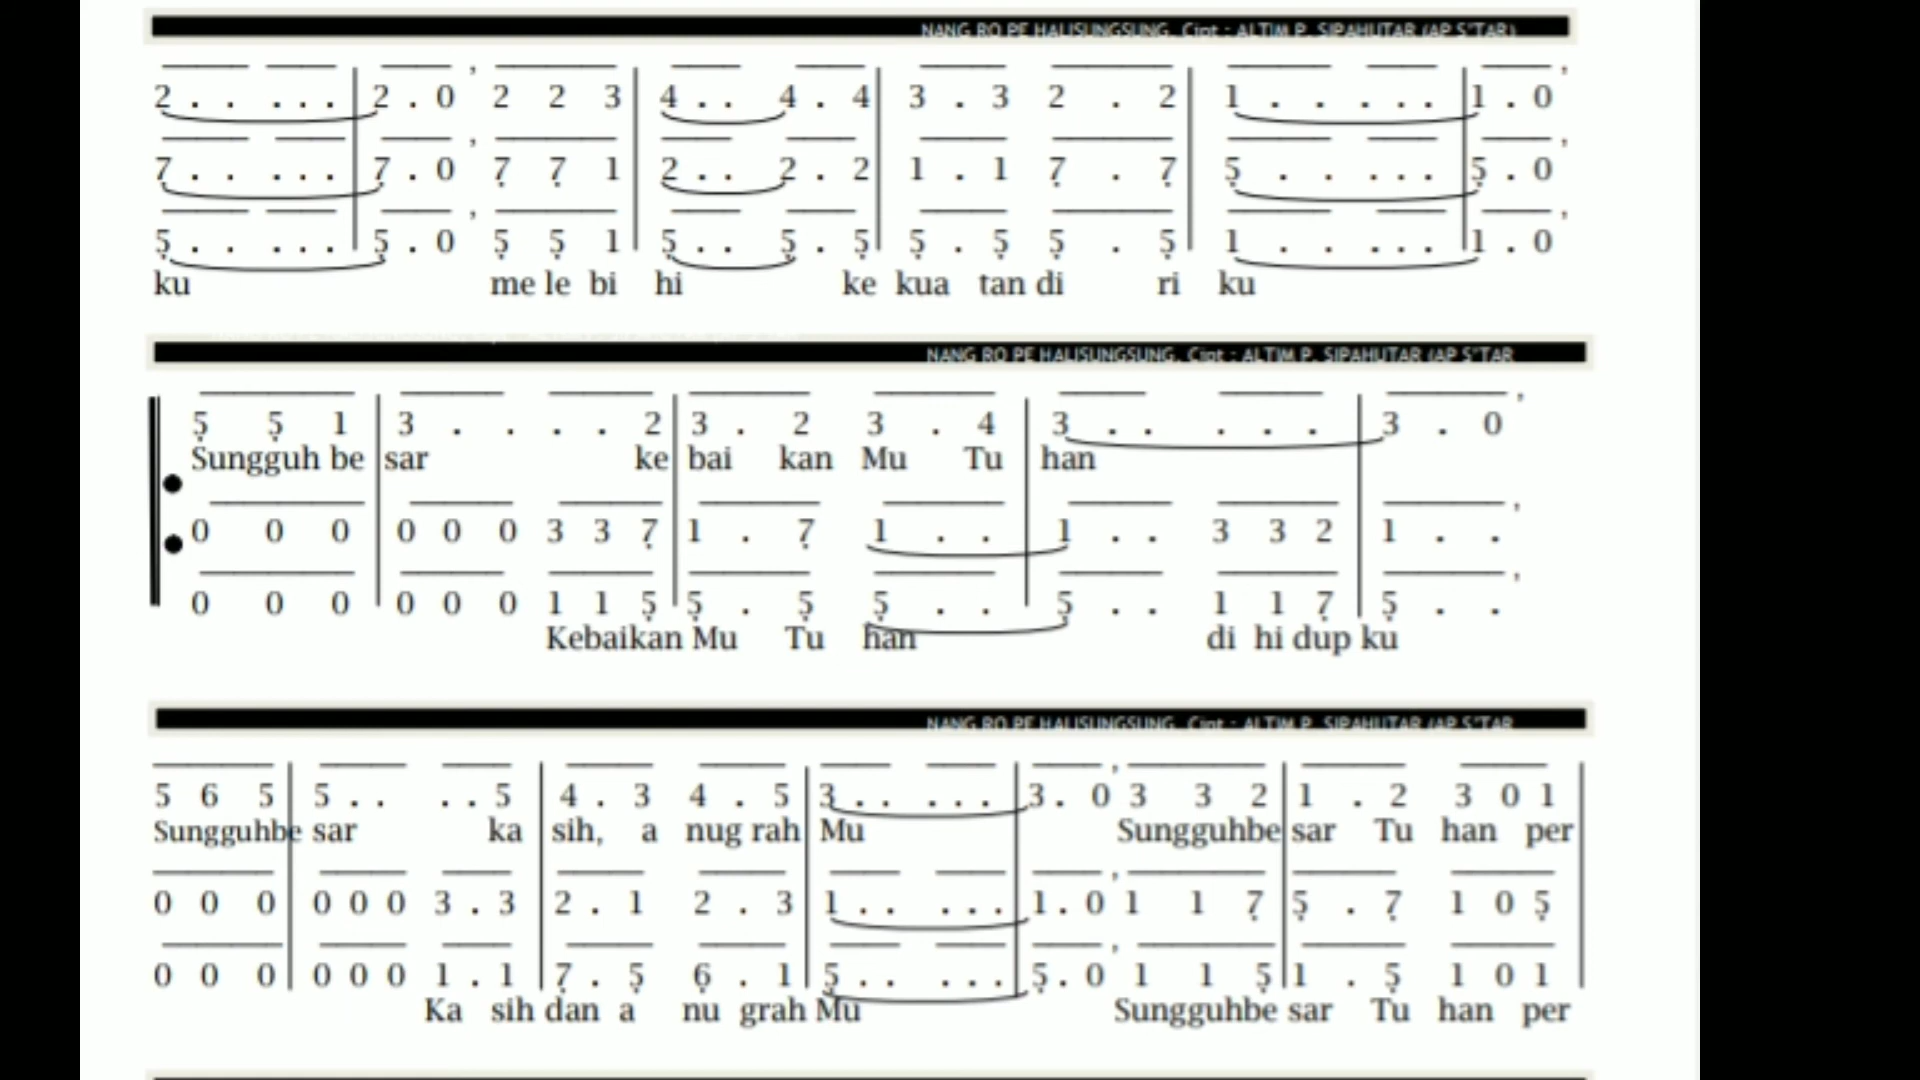 NANG RO PE HALISUNGSUNG. Cipt : ALTIM P. SIPAHUTAR (AP S"TAR)
2 . . . . . | 2 . 0 , 2 2 3 | 4 . . 4 . 4 | 3 . 3 2 . 2 | 1 . . . . . | 1 . 0 ,
7̣ . . . . . | 7̣ . 0 , 7̣ 7̣ 1 | 2 . . 2 . 2 | 1 . 1 7̣ . 7̣ | 5̣ . . . . . | 5̣ . 0 ,
5̣ . . . . . | 5̣ . 0 , 5̣ 5̣ 1 | 5̣ . . 5̣ . 5̣ | 5̣ . 5̣ 5̣ . 5̣ | 1 . . . . . | 1 . 0 ,
ku me le bi hi ke kua tan di ri ku
NANG RO PE HALISUNGSUNG. Cipt : ALTIM P. SIPAHUTAR (AP S"TAR
5̣ 5̣ 1 | 3 . . . . 2 | 3 . 2 3 . 4 | 3 . . . . . | 3 . 0 ,
Sungguh be sar ke bai kan Mu Tu han
0 0 0 | 0 0 0 3 3 7̣ | 1 . 7̣ 1 . . | 1 . . 3 3 2 | 1 . . ,
0 0 0 | 0 0 0 1 1 5̣ | 5̣ . 5̣ 5̣ . . | 5̣ . . 1 1 7̣ | 5̣ . . ,
Kebaikan Mu Tu han di hi dup ku
NANG RO PE HALISUNGSUNG. Cipt : ALTIM P. SIPAHUTAR (AP S"TAR
5 6 5 | 5 . . . . 5 | 4 . 3 4 . 5 | 3 . . . . . | 3 . 0 , 3 3 2 | 1 . 2 3 0 1 |
Sungguhbe sar ka sih, a nug rah Mu Sungguhbe sar Tu han per
0 0 0 | 0 0 0 3 . 3 | 2 . 1 2 . 3 | 1 . . . . . | 1 . 0 , 1 1 7̣ | 5̣ . 7̣ 1 0 5̣ |
0 0 0 | 0 0 0 1 . 1 | 7̣ . 5̣ 6̣ . 1 | 5̣ . . . . . | 5̣ . 0 , 1 1 5̣ | 1 . 5̣ 1 0 1 |
Ka sih dan a nu grah Mu Sungguhbe sar Tu han per